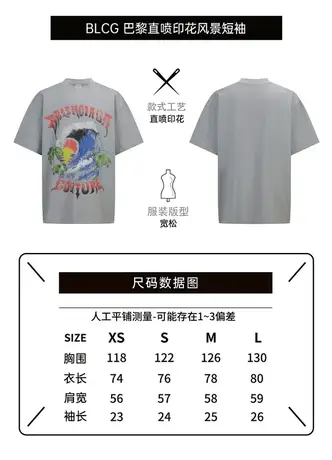 BLCG 巴黎直喷印花风景短袖
款式工艺
直喷印花
BALENCIAGA
COUTURE
服装版型
宽松
尺码数据图
人工平铺测量-可能存在1~3偏差
SIZE XS S M L
胸围 118 122 126 130
衣长 74 76 78 80
肩宽 56 57 58 59
袖长 23 24 25 26